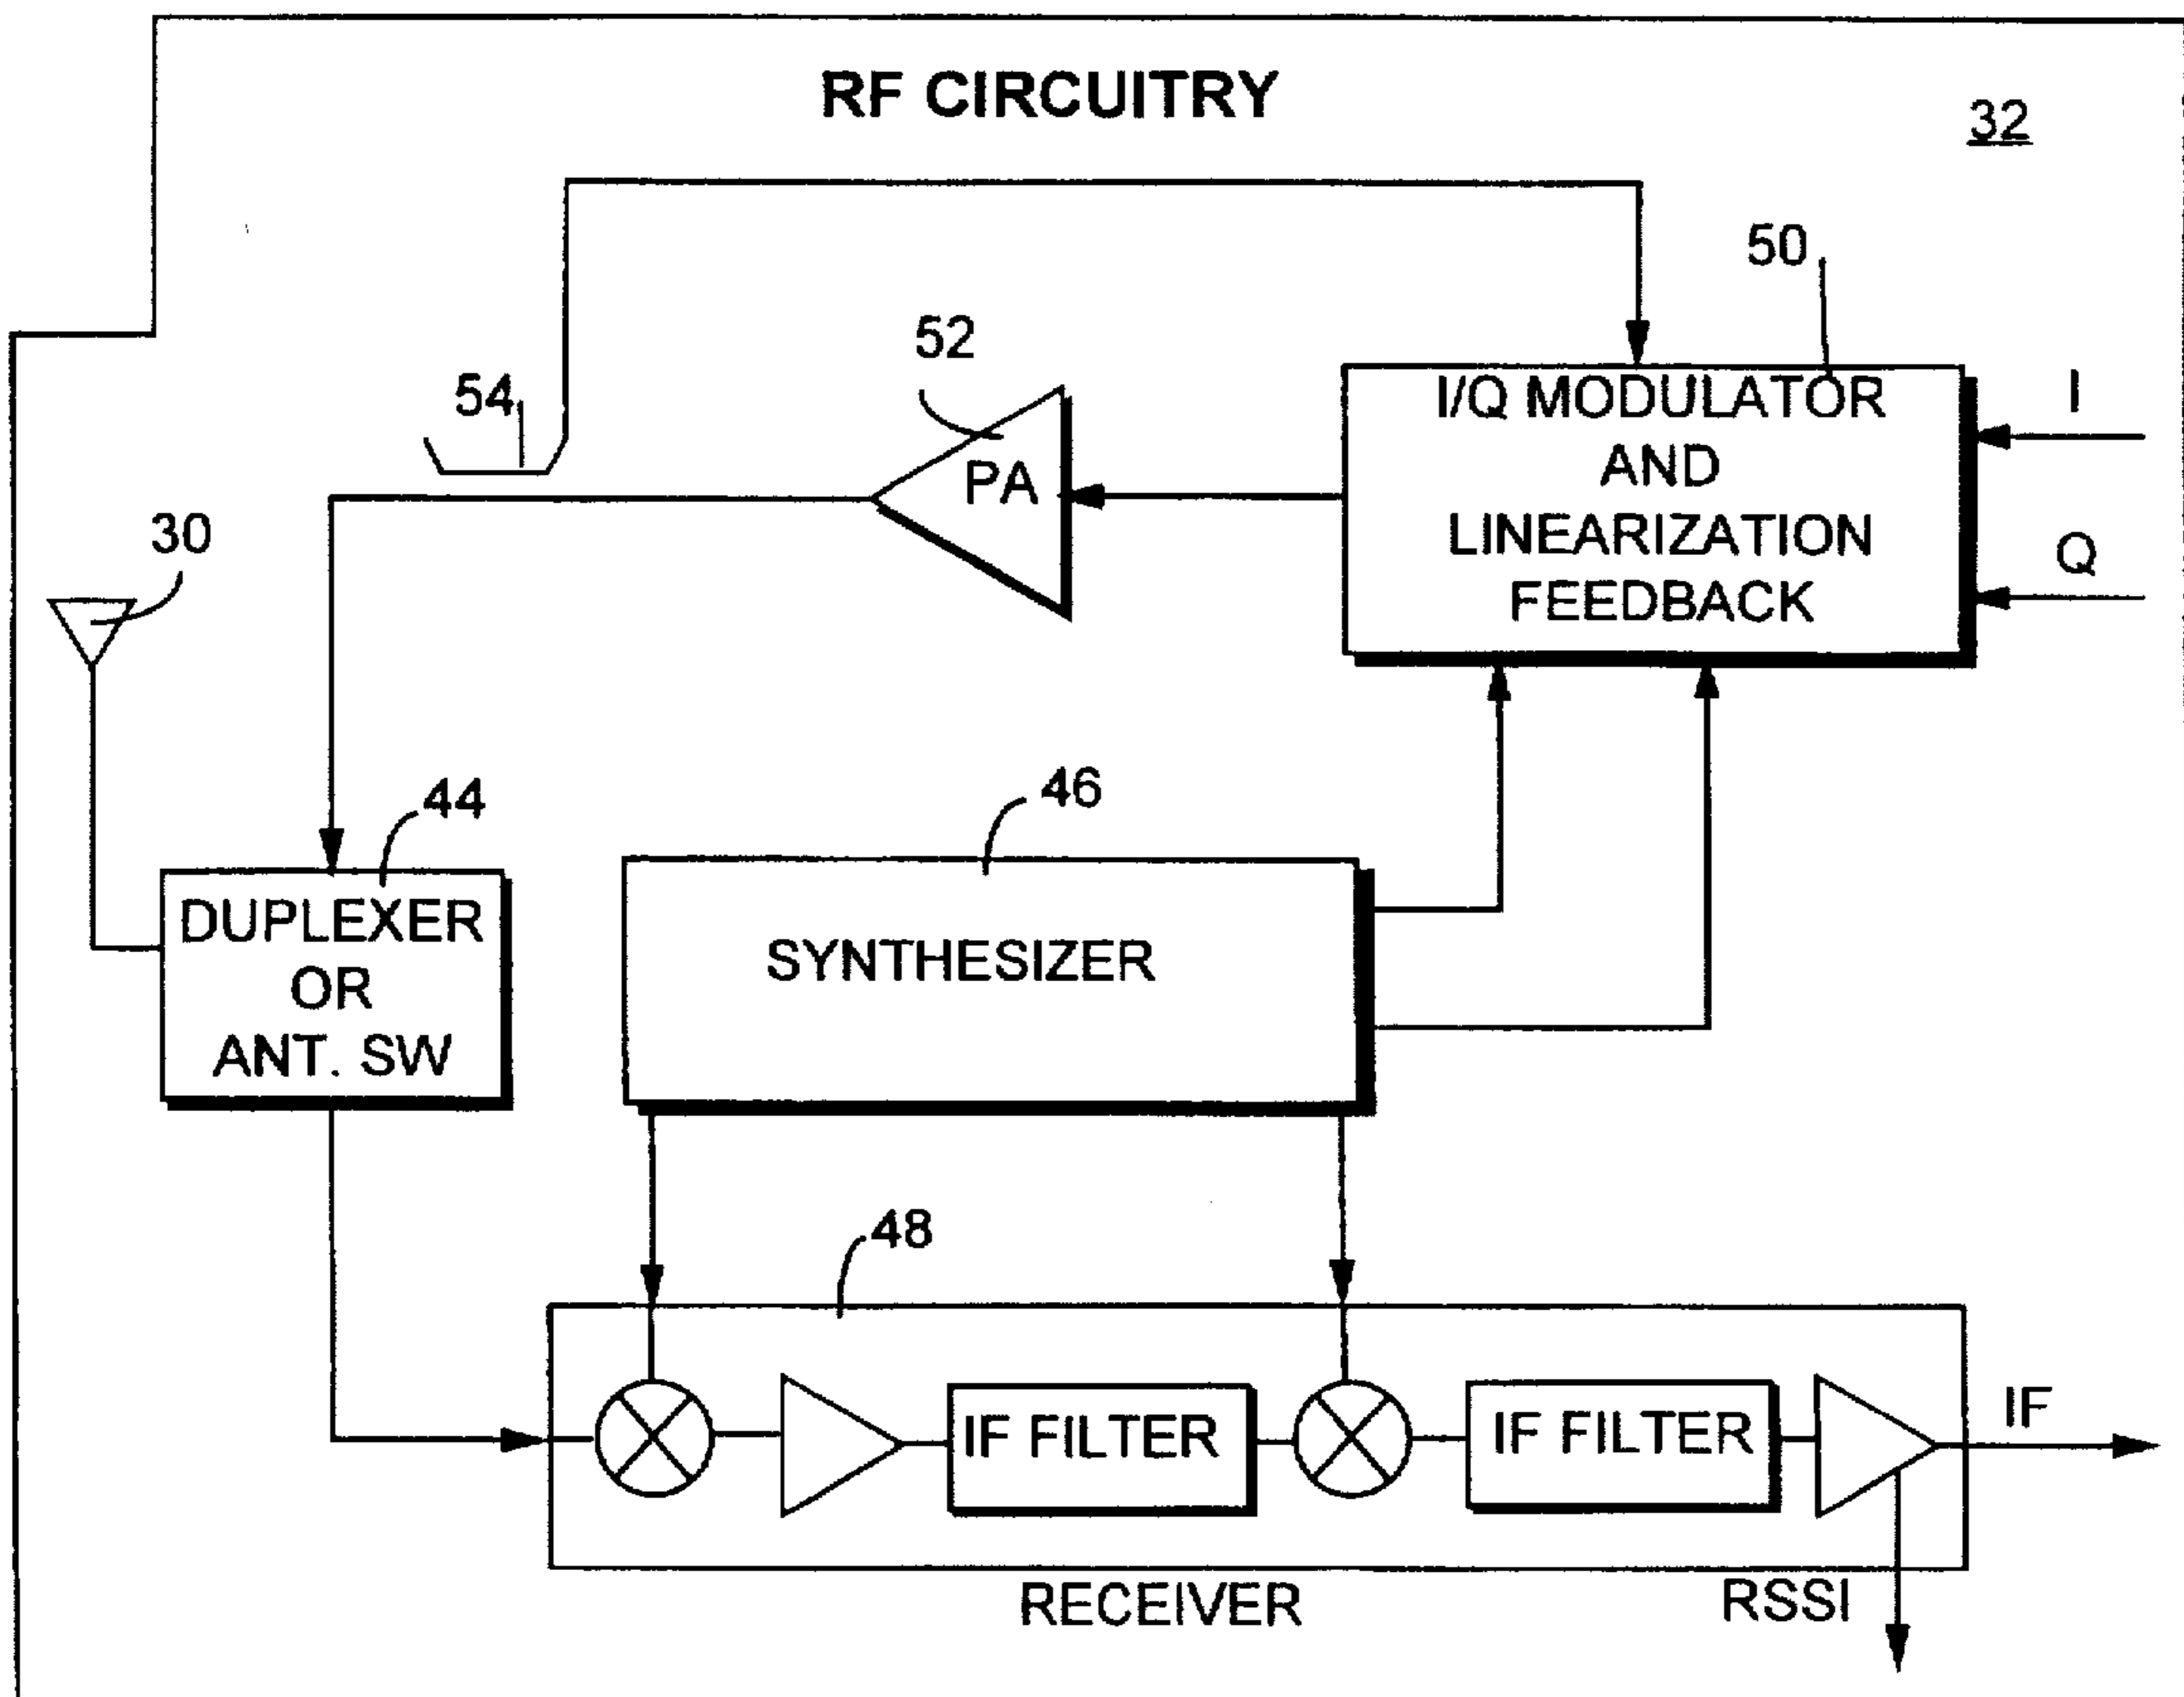 RF CIRCUITRY
32
50
52
54
I/Q MODULATOR
AND
LINEARIZATION
FEEDBACK
I
Q
PA
30
44
46
DUPLEXER
OR
ANT. SW
SYNTHESIZER
48
IF FILTER
IF FILTER
IF
RECEIVER
RSSI